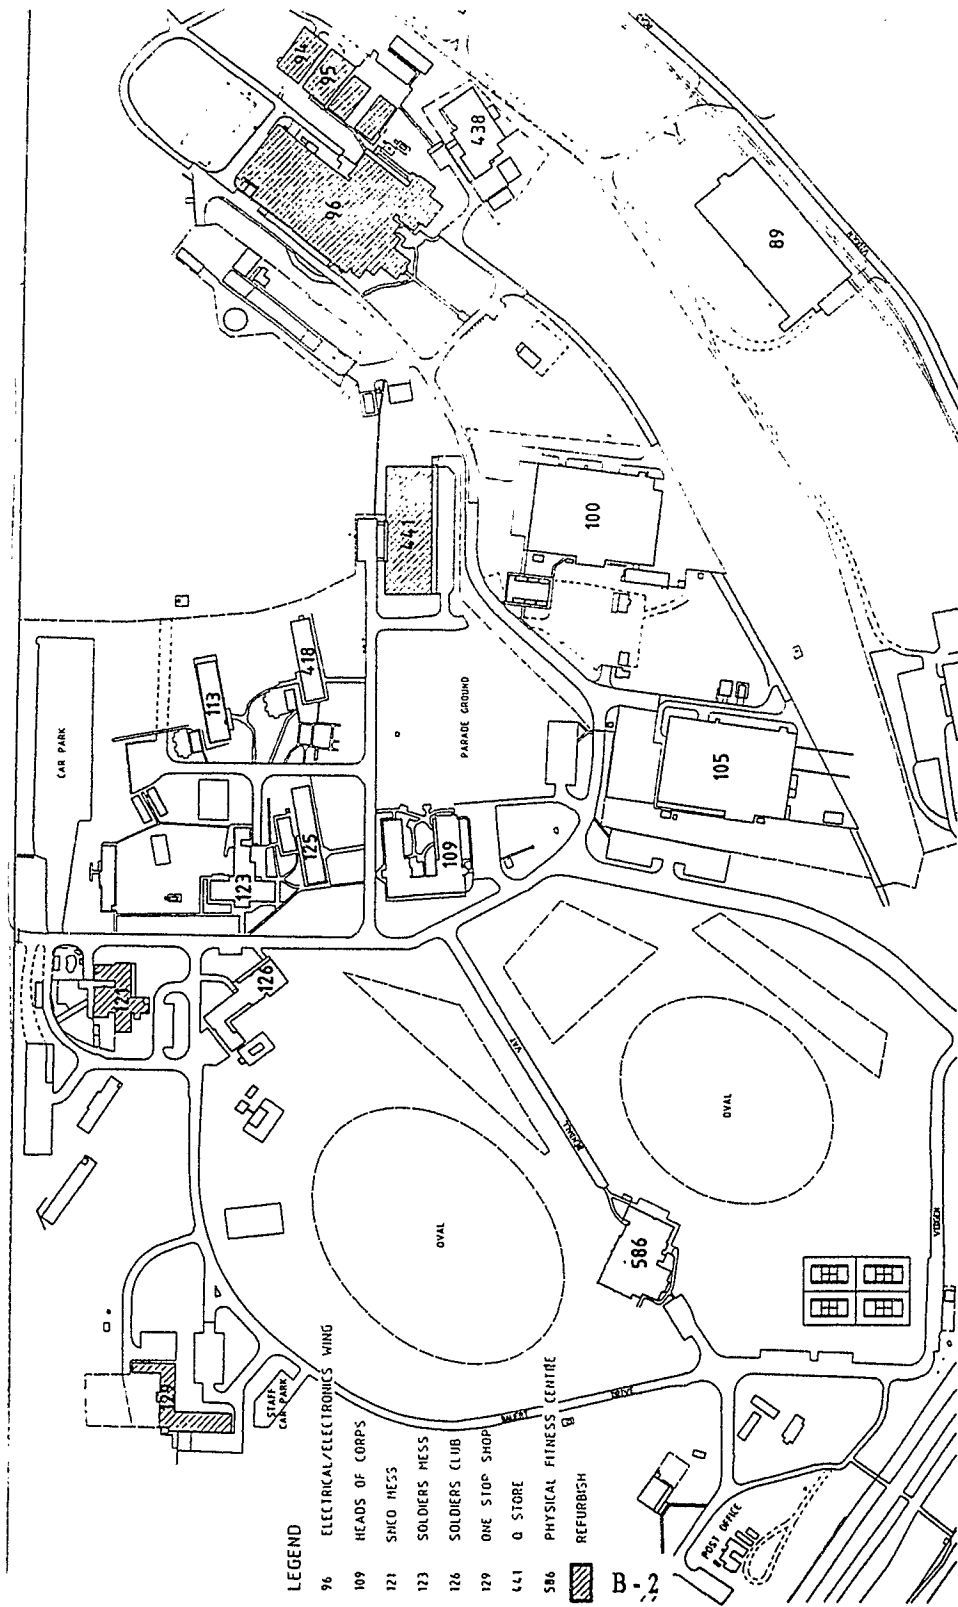 LEGEND
96 ELECTRICAL/ELECTRONICS WING
109 HEADS OF CORPS
121 SNCO MESS
123 SOLDIERS MESS
126 SOLDIERS CLUB
129 ONE STOP SHOP
441 Q STORE
586 PHYSICAL FITNESS CENTRE
REFURBISH
B-2
94
95
96
438
89
441
100
113
418
CAR PARK
PARADE GROUND
105
125
123
109
121
126
OVAL
OVAL
586
129
STAFF
CAR PARK
POST OFFICE